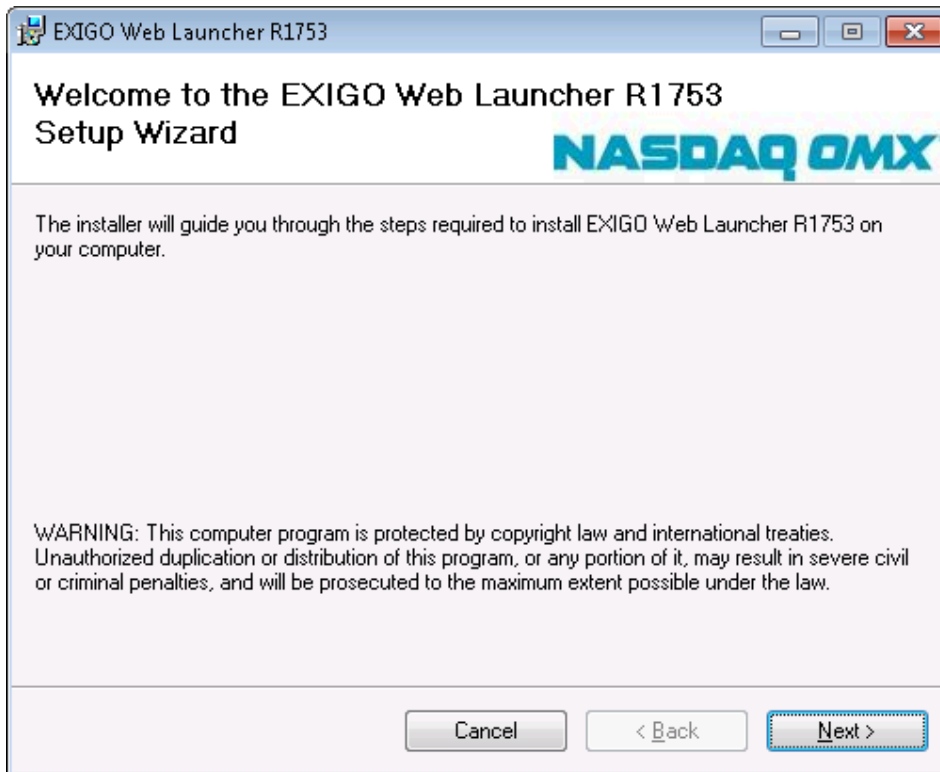 EXIGO Web Launcher R1753
Welcome to the EXIGO Web Launcher R1753
Setup Wizard
NASDAQ OMX
The installer will guide you through the steps required to install EXIGO Web Launcher R1753 on
your computer.
WARNING: This computer program is protected by copyright law and international treaties.
Unauthorized duplication or distribution of this program, or any portion of it, may result in severe civil
or criminal penalties, and will be prosecuted to the maximum extent possible under the law.
Cancel
< Back
Next >